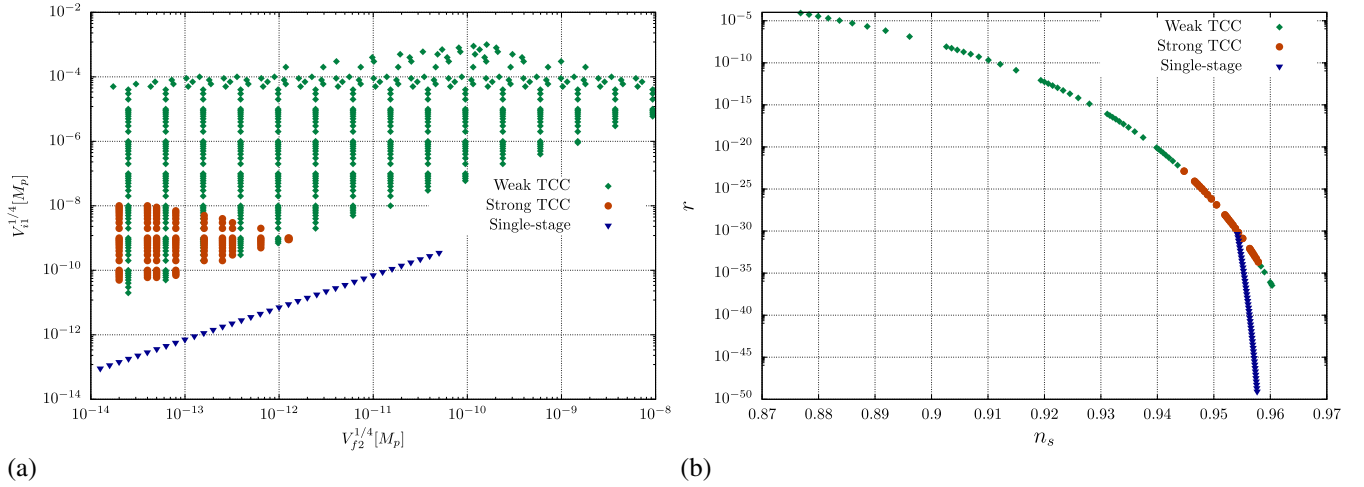 10^{-2}
10^{-4}
10^{-6}
10^{-8}
10^{-10}
10^{-12}
10^{-14}
V_{i1}^{1/4}[M_p]
Weak TCC
Strong TCC
Single-stage
10^{-14} 10^{-13} 10^{-12} 10^{-11} 10^{-10} 10^{-9} 10^{-8}
V_{f2}^{1/4}[M_p]
(a)
10^{-5}
10^{-10}
10^{-15}
10^{-20}
10^{-25}
10^{-30}
10^{-35}
10^{-40}
10^{-45}
10^{-50}
r
Weak TCC
Strong TCC
Single-stage
0.87 0.88 0.89 0.9 0.91 0.92 0.93 0.94 0.95 0.96 0.97
n_s
(b)